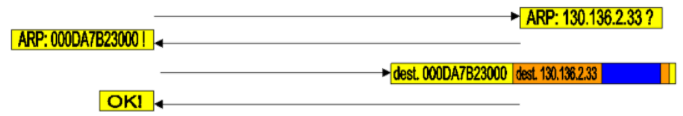 ARP: 130.136.2.33 ?
ARP: 000DA7B23000 !
dest. 000DA7B23000 dest. 130.136.2.33
OK!